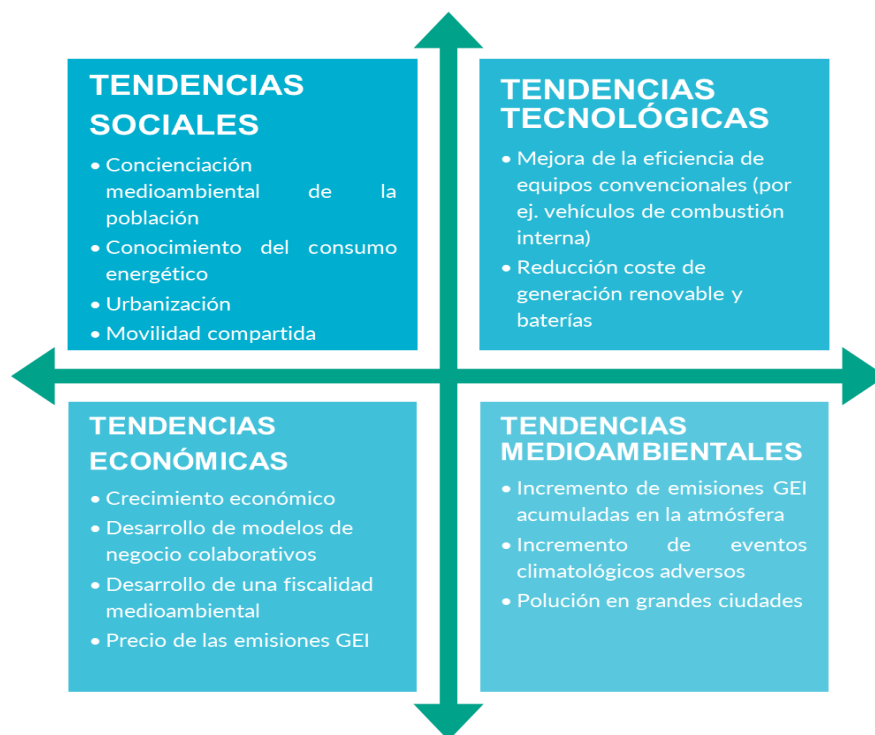 TENDENCIAS
SOCIALES
• Concienciación
medioambiental de la
población
• Conocimiento del consumo
energético
• Urbanización
• Movilidad compartida
TENDENCIAS
TECNOLÓGICAS
• Mejora de la eficiencia de
equipos convencionales (por
ej. vehículos de combustión
interna)
• Reducción coste de
generación renovable y
baterías
TENDENCIAS
ECONÓMICAS
• Crecimiento económico
• Desarrollo de modelos de
negocio colaborativos
• Desarrollo de una fiscalidad
medioambiental
• Precio de las emisiones GEI
TENDENCIAS
MEDIOAMBIENTALES
• Incremento de emisiones GEI
acumuladas en la atmósfera
• Incremento de eventos
climatológicos adversos
• Polución en grandes ciudades